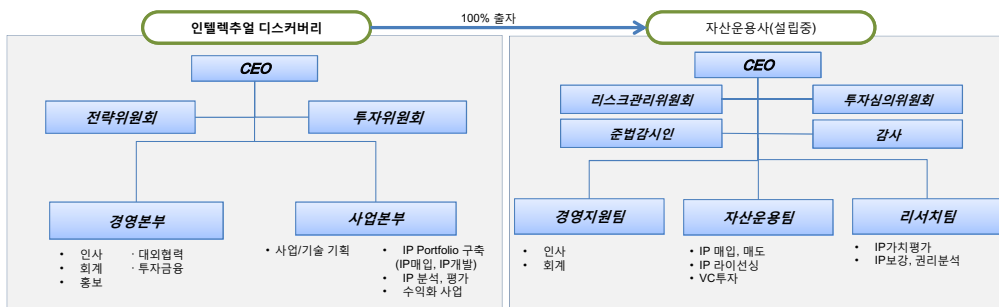 인텔렉추얼 디스커버리
100% 출자
자산운용사(설립중)
CEO
전략위원회
투자위원회
경영본부
사업본부
• 인사
• 회계
• 홍보
· 대외협력
· 투자금융
• 사업/기술 기획
• IP Portfolio 구축
(IP매입, IP개발)
• IP 분석, 평가
• 수익화 사업
CEO
리스크관리위원회
투자심의위원회
준법감시인
감사
경영지원팀
자산운용팀
리서치팀
• 인사
• 회계
• IP 매입, 매도
• IP 라이선싱
• VC투자
• IP가치평가
• IP보강, 권리분석